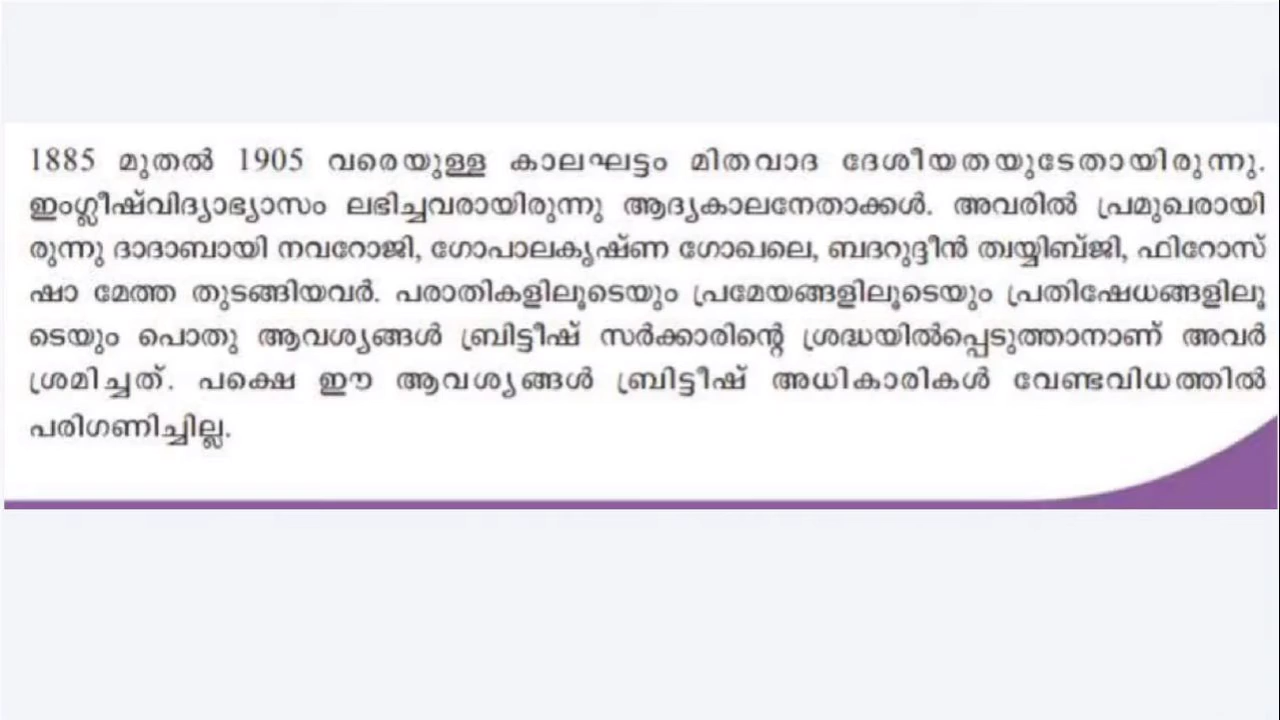 1885 മുതൽ 1905 വരെയുള്ള കാലഘട്ടം മിതവാദ ദേശീയതയുടേതായിരുന്നു.
ഇംഗ്ലീഷ്‌വിദ്യാഭ്യാസം ലഭിച്ചവരായിരുന്നു ആദ്യകാലനേതാക്കൾ. അവരിൽ പ്രമുഖരായി
രുന്നു ദാദാബായി നവറോജി, ഗോപാലകൃഷ്ണ ഗോഖലെ, ബദറുദ്ദീൻ ത്വയ്യിബ്ജി, ഫിറോസ്
ഷാ മേത്ത തുടങ്ങിയവർ. പരാതികളിലൂടെയും പ്രമേയങ്ങളിലൂടെയും പ്രതിഷേധങ്ങളിലൂ
ടെയും പൊതു ആവശ്യങ്ങൾ ബ്രിട്ടീഷ് സർക്കാരിന്റെ ശ്രദ്ധയിൽപ്പെടുത്താനാണ് അവർ
ശ്രമിച്ചത്. പക്ഷെ ഈ ആവശ്യങ്ങൾ ബ്രിട്ടീഷ് അധികാരികൾ വേണ്ടവിധത്തിൽ
പരിഗണിച്ചില്ല.